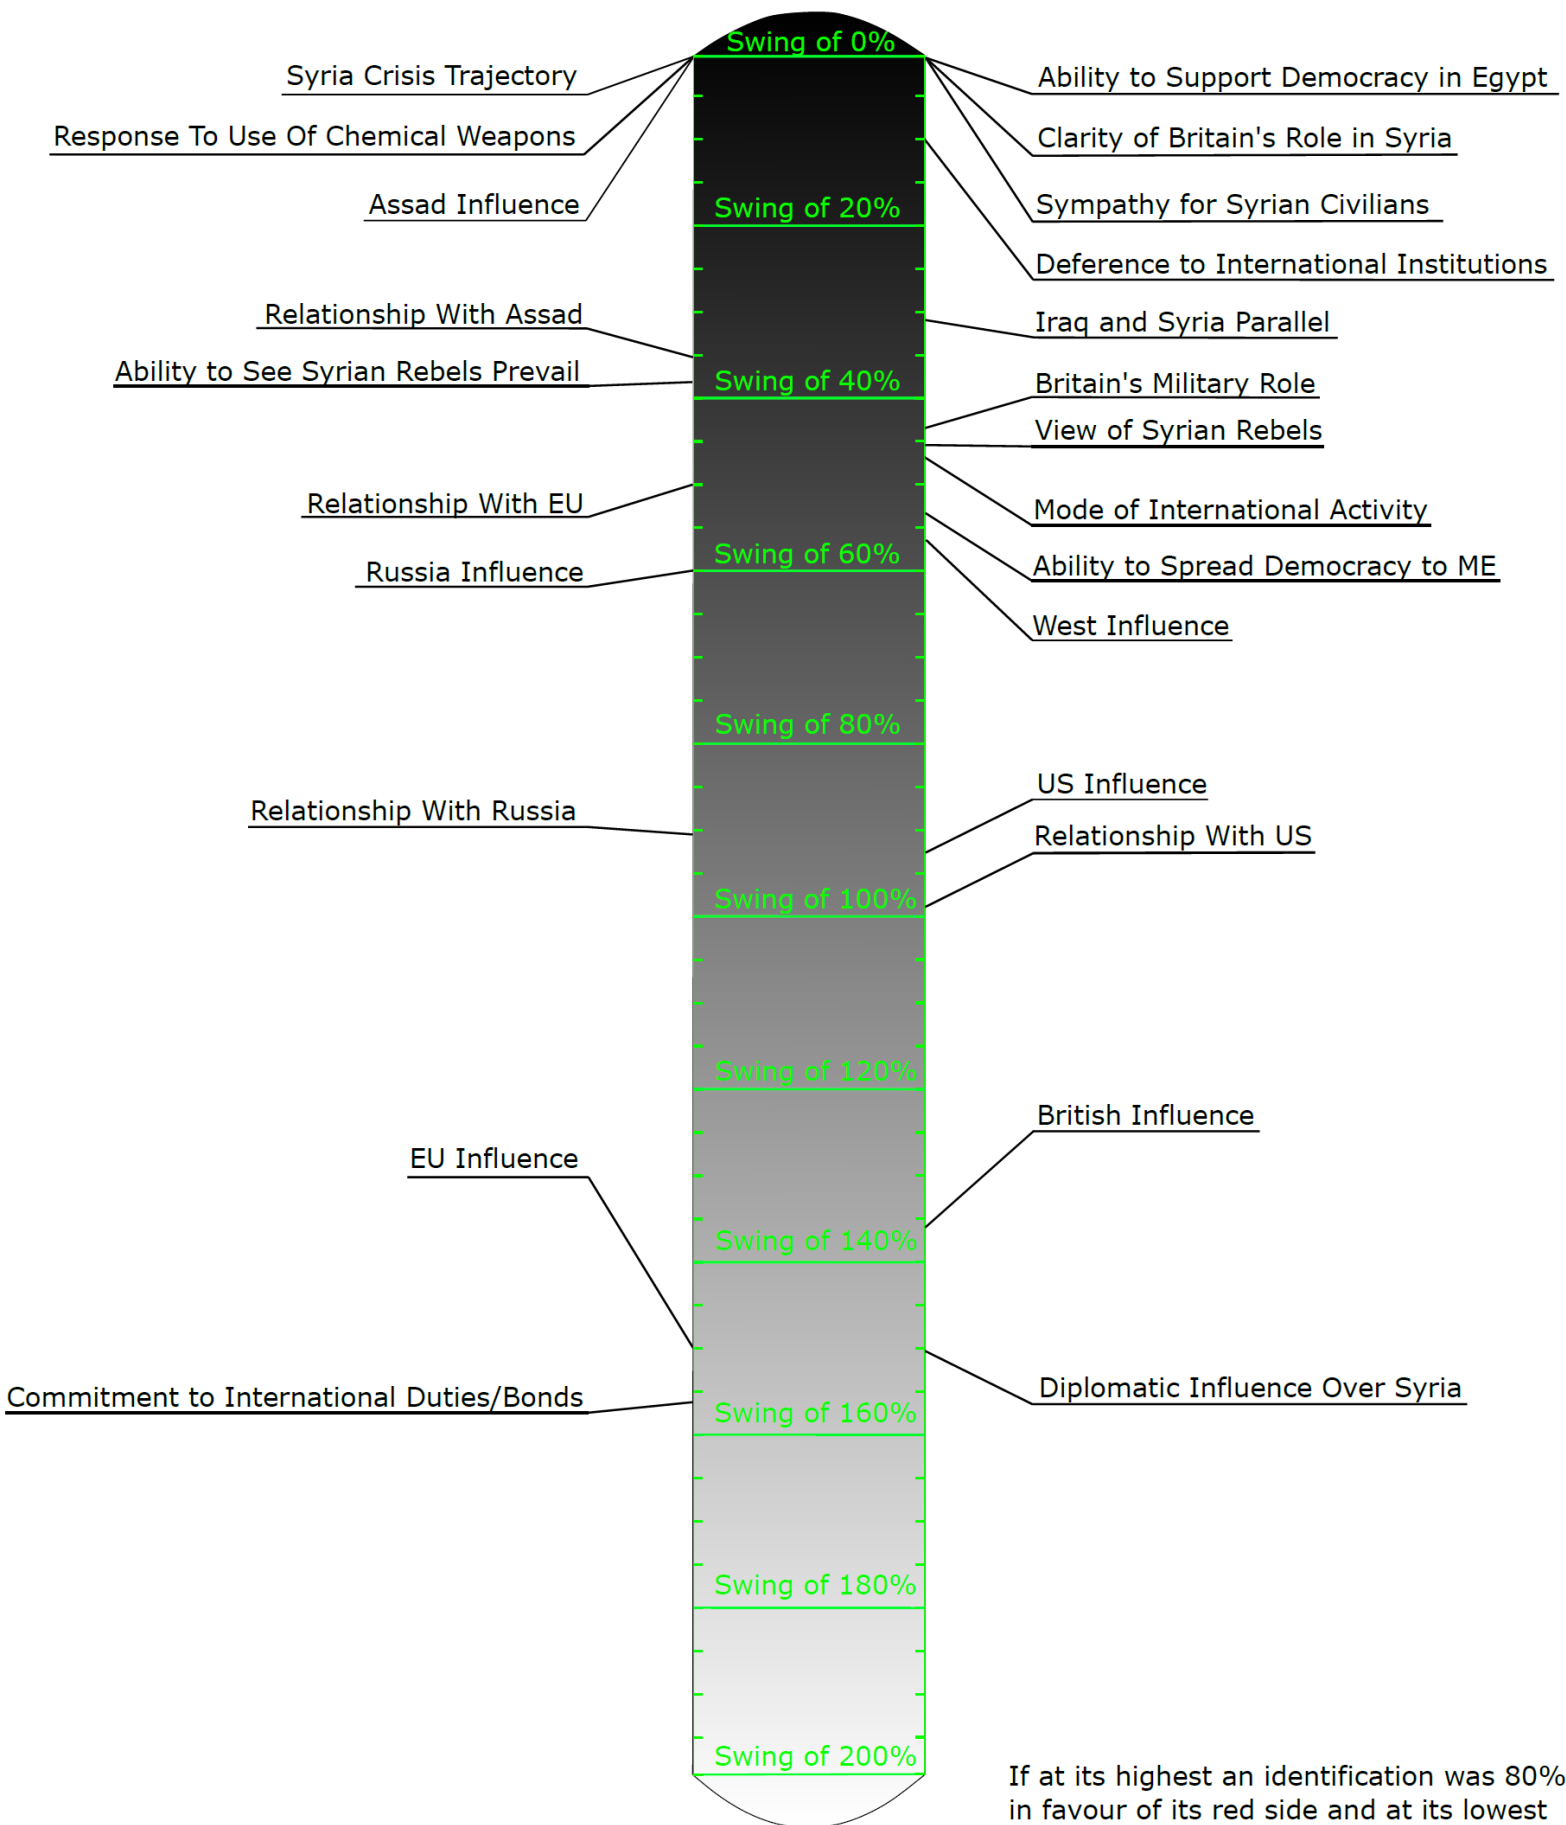 Swing of 0%
Syria Crisis Trajectory
Ability to Support Democracy in Egypt
Response To Use Of Chemical Weapons
Clarity of Britain's Role in Syria
Assad Influence
Sympathy for Syrian Civilians
Swing of 20%
Deference to International Institutions
Relationship With Assad
Iraq and Syria Parallel
Ability to See Syrian Rebels Prevail
Swing of 40%
Britain's Military Role
View of Syrian Rebels
Relationship With EU
Mode of International Activity
Swing of 60%
Ability to Spread Democracy to ME
Russia Influence
West Influence
Swing of 80%
US Influence
Relationship With Russia
Relationship With US
Swing of 100%
Swing of 120%
British Influence
EU Influence
Swing of 140%
Diplomatic Influence Over Syria
Commitment to International Duties/Bonds
Swing of 160%
Swing of 180%
Swing of 200%
If at its highest an identification was 80%
in favour of its red side and at its lowest